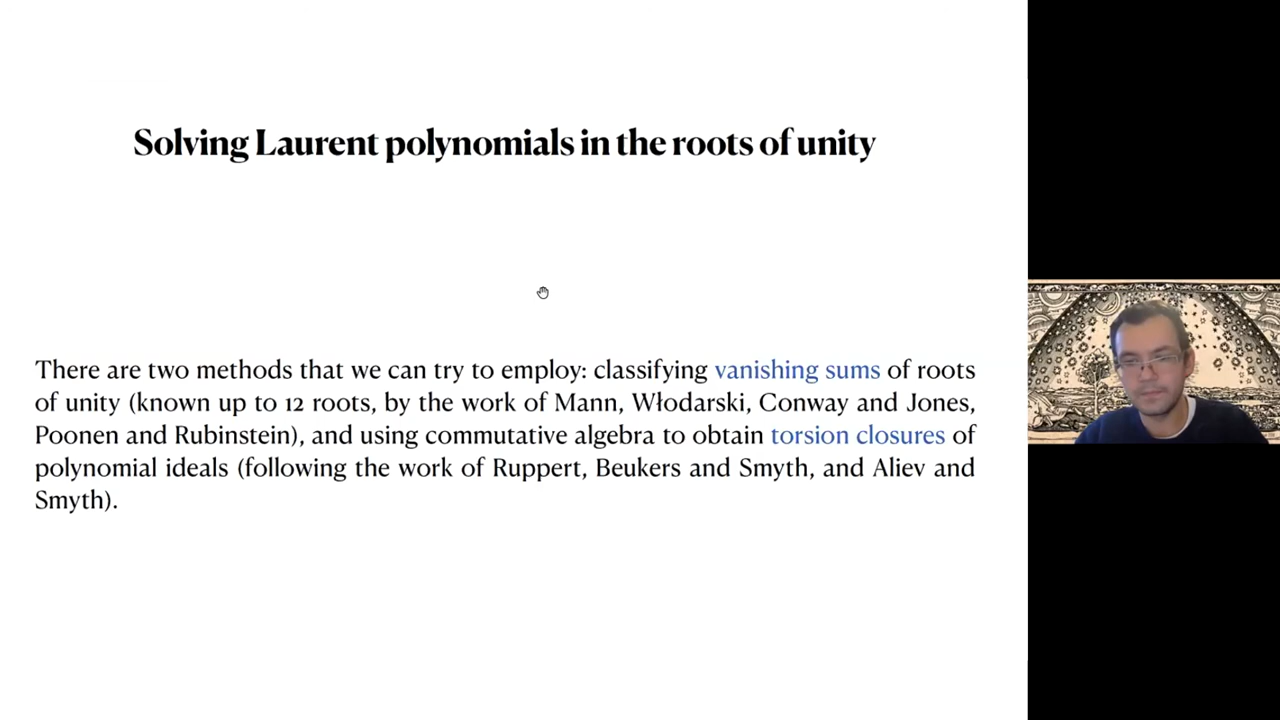 Solving Laurent polynomials in the roots of unity
There are two methods that we can try to employ: classifying vanishing sums of roots
of unity (known up to 12 roots, by the work of Mann, Włodarski, Conway and Jones,
Poonen and Rubinstein), and using commutative algebra to obtain torsion closures of
polynomial ideals (following the work of Ruppert, Beukers and Smyth, and Aliev and
Smyth).